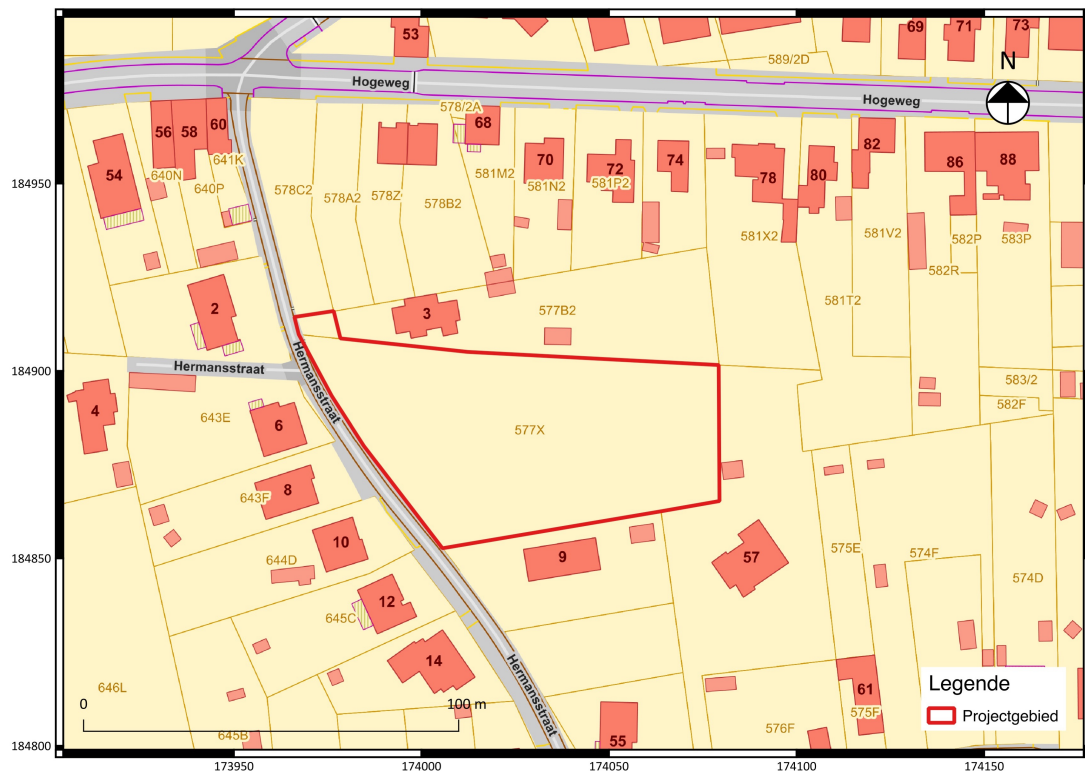 53
69
71
73
589/2D
N
Hogeweg
Hogeweg
578/2A
56
58
60
68
82
54
641K
640N
640P
578C2
578A2
578Z
578B2
581M2
70
581N2
72
581P2
74
78
80
86
88
184950
581X2
581V2
582P
583P
582R
2
3
577B2
581T2
Hermansstraat
Hermansstraat
184900
583/2
582F
4
643E
6
577X
8
643F
10
644D
9
57
575E
574F
184850
574D
12
645C
14
Hermansstraat
646L
0
100 m
61
575F
576F
645B
55
Legende
Projectgebied
184800
173950
174000
174050
174100
174150